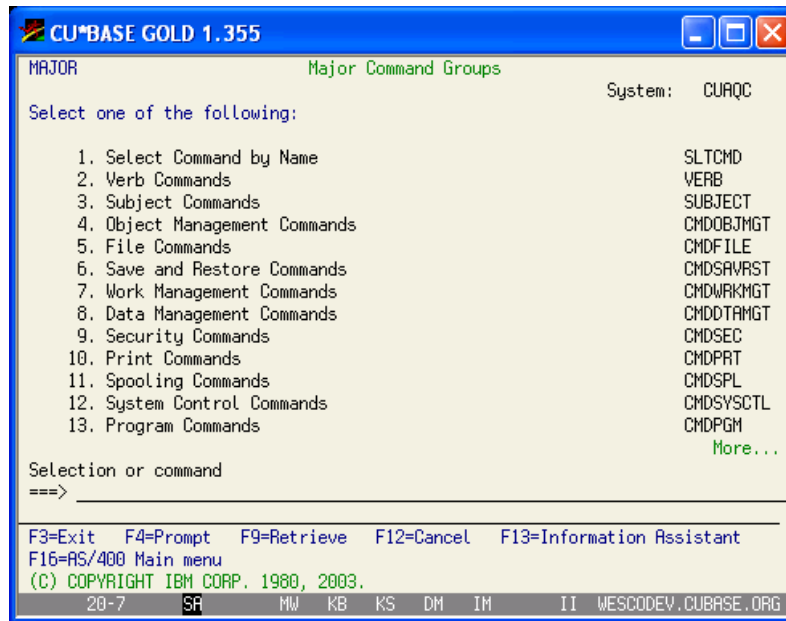 CU*BASE GOLD 1.355
MAJOR Major Command Groups
System: CUAQC
Select one of the following:
1. Select Command by Name SLTCMD
2. Verb Commands VERB
3. Subject Commands SUBJECT
4. Object Management Commands CMDOBJMGT
5. File Commands CMDFILE
6. Save and Restore Commands CMDSAVRST
7. Work Management Commands CMDWRKMGT
8. Data Management Commands CMDDTAMGT
9. Security Commands CMDSEC
10. Print Commands CMDPRT
11. Spooling Commands CMDSPL
12. System Control Commands CMDSYSCTL
13. Program Commands CMDPGM
More...
Selection or command
===>
F3=Exit F4=Prompt F9=Retrieve F12=Cancel F13=Information Assistant
F16=AS/400 Main menu
(C) COPYRIGHT IBM CORP. 1980, 2003.
20-7 SA MW KB KS DM IM II WESCODEV.CUBASE.ORG